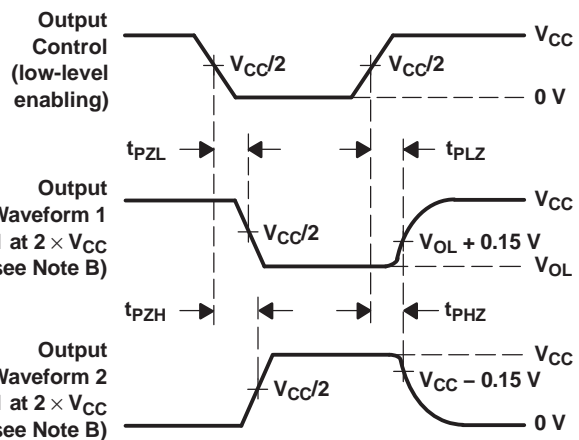 Output
Control
(low-level
enabling)
VCC/2
VCC/2
VCC
0 V
tPZL
tPLZ
Output
Waveform 1
1 at 2 × VCC
see Note B)
VCC/2
VCC
VOL + 0.15 V
VOL
tPZH
tPHZ
Output
Waveform 2
1 at 2 × VCC
see Note B)
VCC/2
VCC
VCC – 0.15 V
0 V